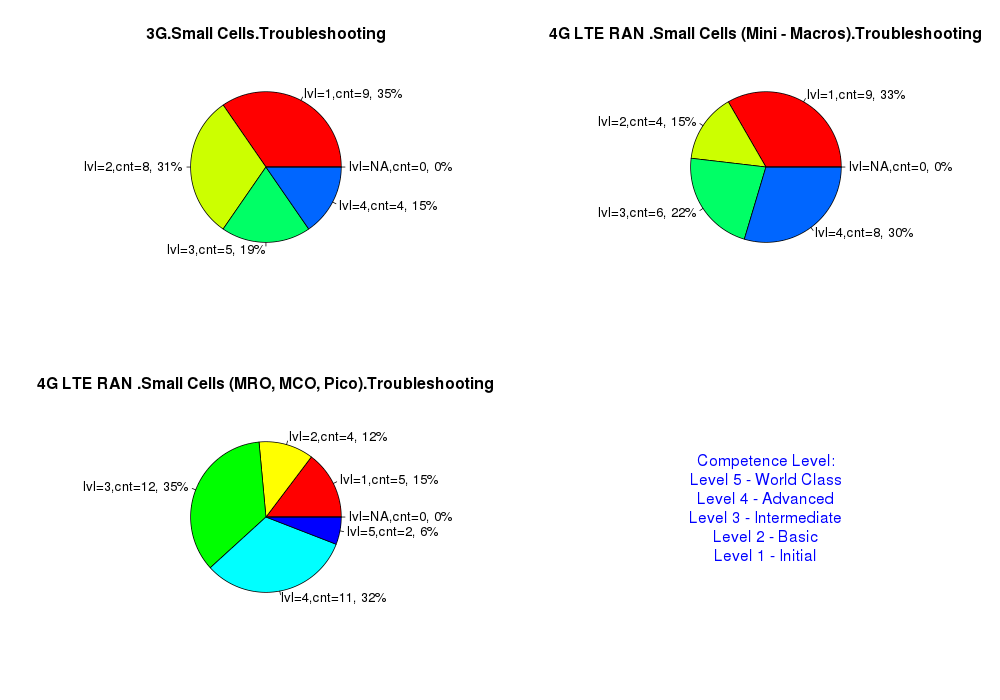 3G.Small Cells.Troubleshooting
lvl=1,cnt=9, 35%
lvl=2,cnt=8, 31%
lvl=NA,cnt=0, 0%
lvl=4,cnt=4, 15%
lvl=3,cnt=5, 19%
4G LTE RAN .Small Cells (Mini - Macros).Troubleshooting
lvl=1,cnt=9, 33%
lvl=2,cnt=4, 15%
lvl=NA,cnt=0, 0%
lvl=3,cnt=6, 22%
lvl=4,cnt=8, 30%
4G LTE RAN .Small Cells (MRO, MCO, Pico).Troubleshooting
lvl=2,cnt=4, 12%
lvl=1,cnt=5, 15%
lvl=3,cnt=12, 35%
lvl=NA,cnt=0, 0%
lvl=5,cnt=2, 6%
lvl=4,cnt=11, 32%
Competence Level:
Level 5 - World Class
Level 4 - Advanced
Level 3 - Intermediate
Level 2 - Basic
Level 1 - Initial